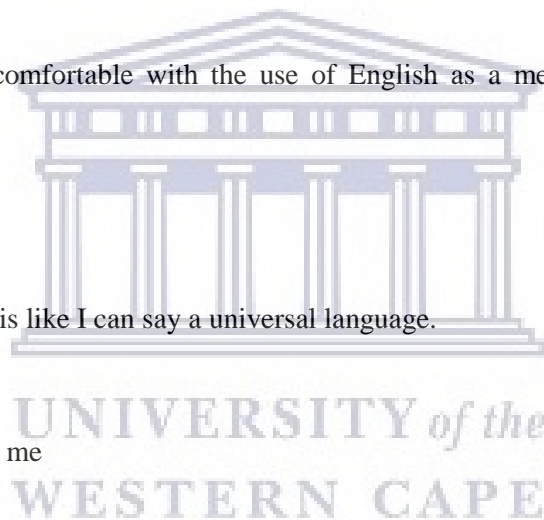 comfortable with the use of English as a me
is like I can say a universal language.
UNIVERSITY of the
me
WESTERN CAPE